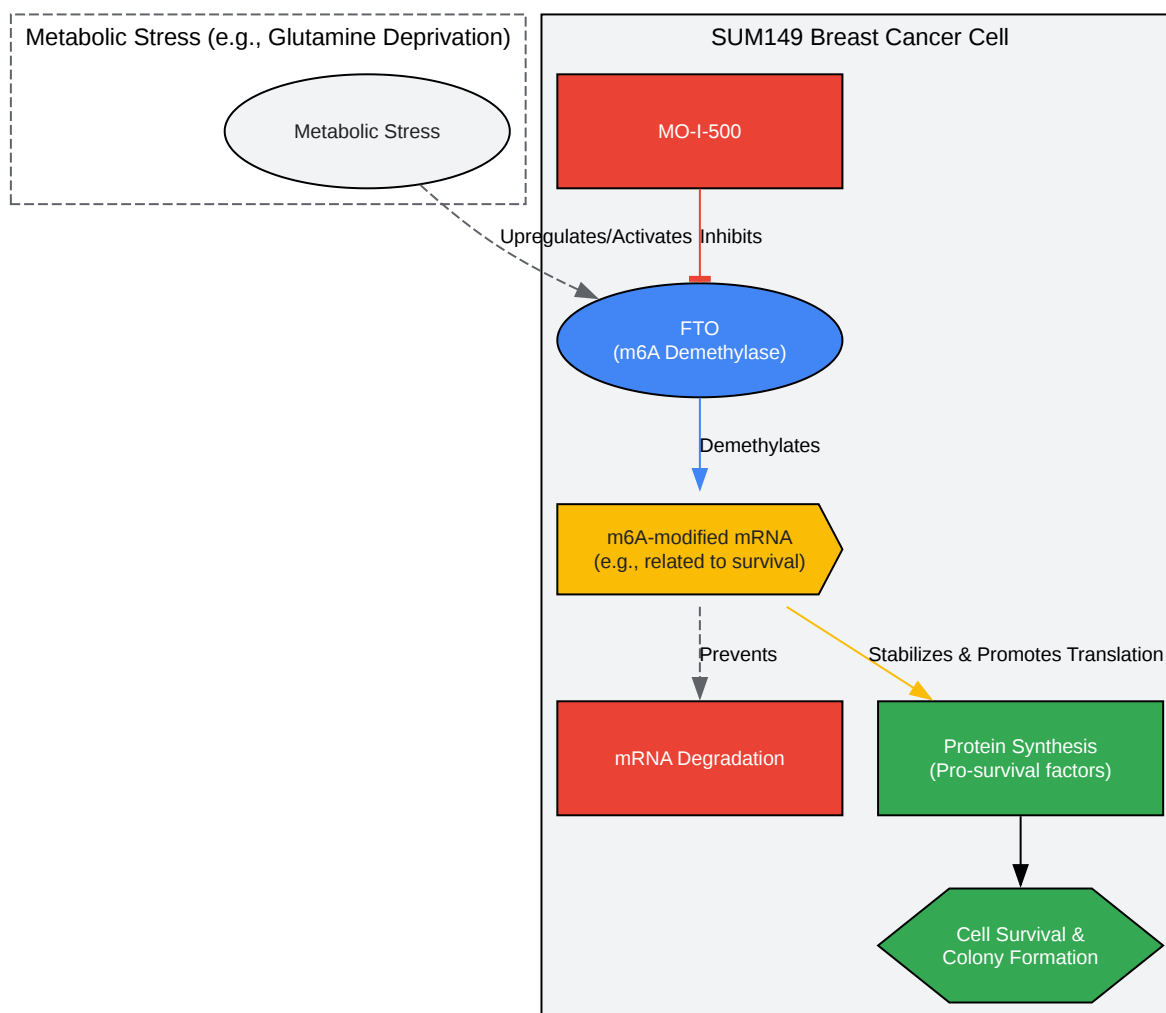 Metabolic Stress (e.g., Glutamine Deprivation)
SUM149 Breast Cancer Cell
Metabolic Stress
MO-I-500
Upregulates/Activates
Inhibits
FTO
(m6A Demethylase)
Demethylates
m6A-modified mRNA
(e.g., related to survival)
Prevents
Stabilizes & Promotes Translation
mRNA Degradation
Protein Synthesis
(Pro-survival factors)
Cell Survival &
Colony Formation